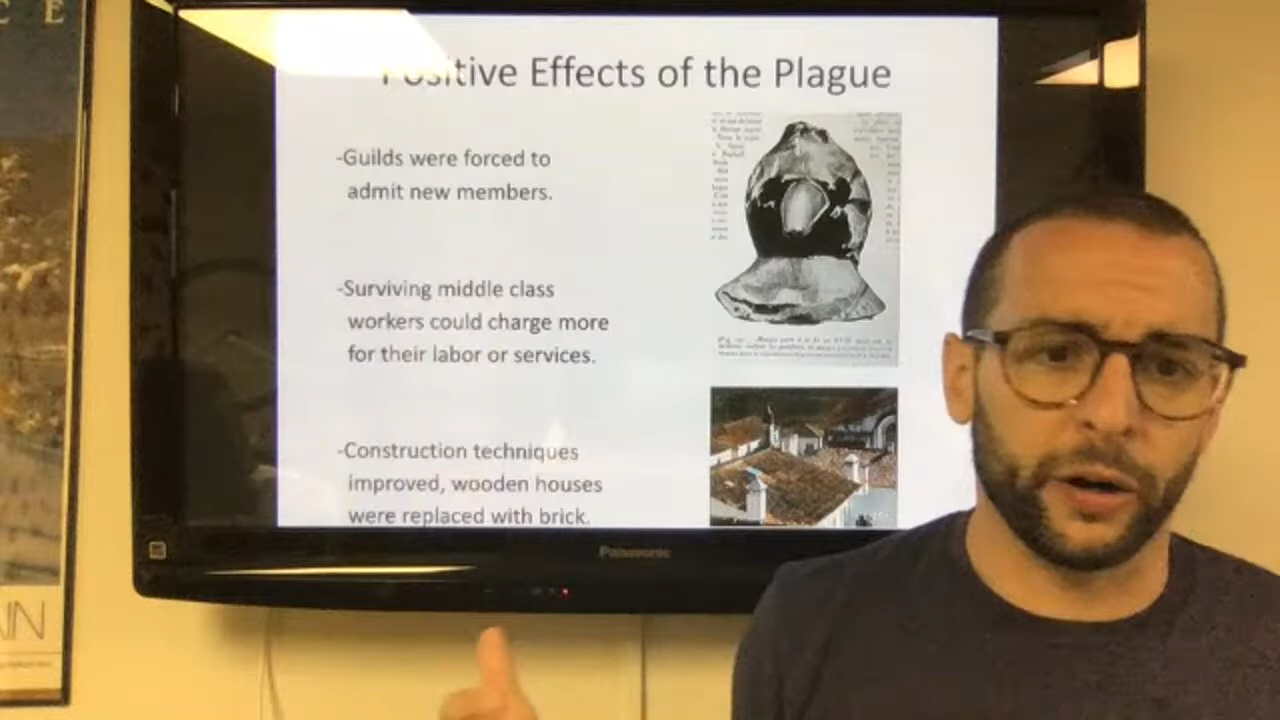 C E
Positive Effects of the Plague
-Guilds were forced to
admit new members.
-Surviving middle class
workers could charge more
for their labor or services.
-Construction techniques
improved, wooden houses
were replaced with brick.
Panasonic